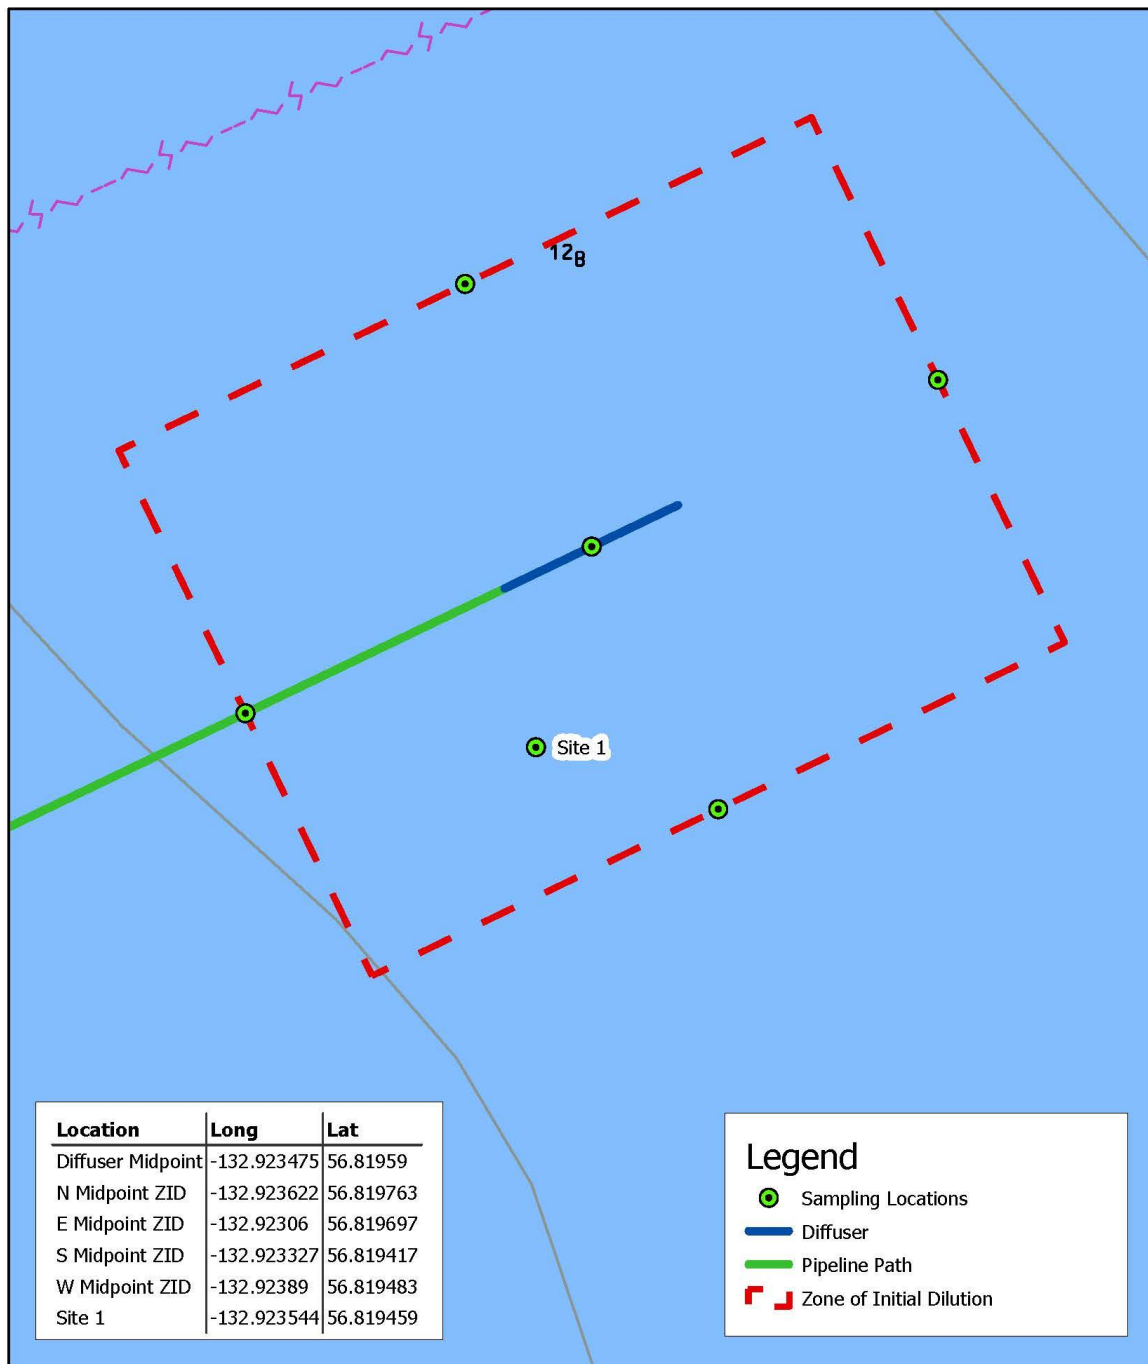 12B
Site 1
Location Long Lat
Diffuser Midpoint -132.923475 56.81959
N Midpoint ZID -132.923622 56.819763
E Midpoint ZID -132.92306 56.819697
S Midpoint ZID -132.923327 56.819417
W Midpoint ZID -132.92389 56.819483
Site 1 -132.923544 56.819459
Legend
Sampling Locations
Diffuser
Pipeline Path
Zone of Initial Dilution